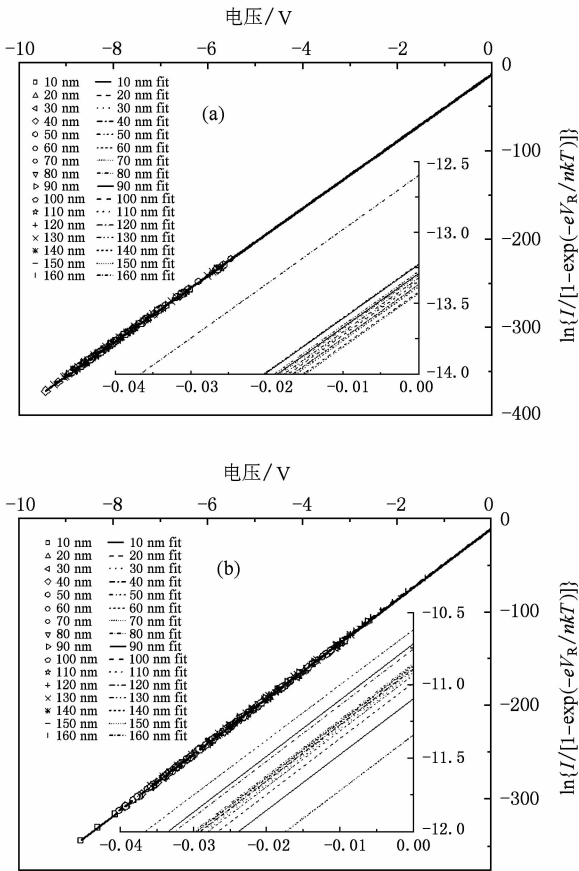 电压/V
−10 −8 −6 −4 −2 0
0
−100
−200
−300
−400
ln{I/[1−exp(−eV_R/nkT)]}
(a)
10 nm 10 nm fit
20 nm 20 nm fit
30 nm 30 nm fit
40 nm 40 nm fit
50 nm 50 nm fit
60 nm 60 nm fit
70 nm 70 nm fit
80 nm 80 nm fit
90 nm 90 nm fit
100 nm 100 nm fit
110 nm 110 nm fit
120 nm 120 nm fit
130 nm 130 nm fit
140 nm 140 nm fit
150 nm 150 nm fit
160 nm 160 nm fit
−12.5
−13.0
−13.5
−14.0
−0.04 −0.03 −0.02 −0.01 0.00
电压/V
−10 −8 −6 −4 −2 0
0
−100
−200
−300
ln{I/[1−exp(−eV_R/nkT)]}
(b)
10 nm 10 nm fit
20 nm 20 nm fit
30 nm 30 nm fit
40 nm 40 nm fit
50 nm 50 nm fit
60 nm 60 nm fit
70 nm 70 nm fit
80 nm 80 nm fit
90 nm 90 nm fit
100 nm 100 nm fit
110 nm 110 nm fit
120 nm 120 nm fit
130 nm 130 nm fit
140 nm 140 nm fit
150 nm 150 nm fit
160 nm 160 nm fit
−10.5
−11.0
−11.5
−12.0
−0.04 −0.03 −0.02 −0.01 0.00